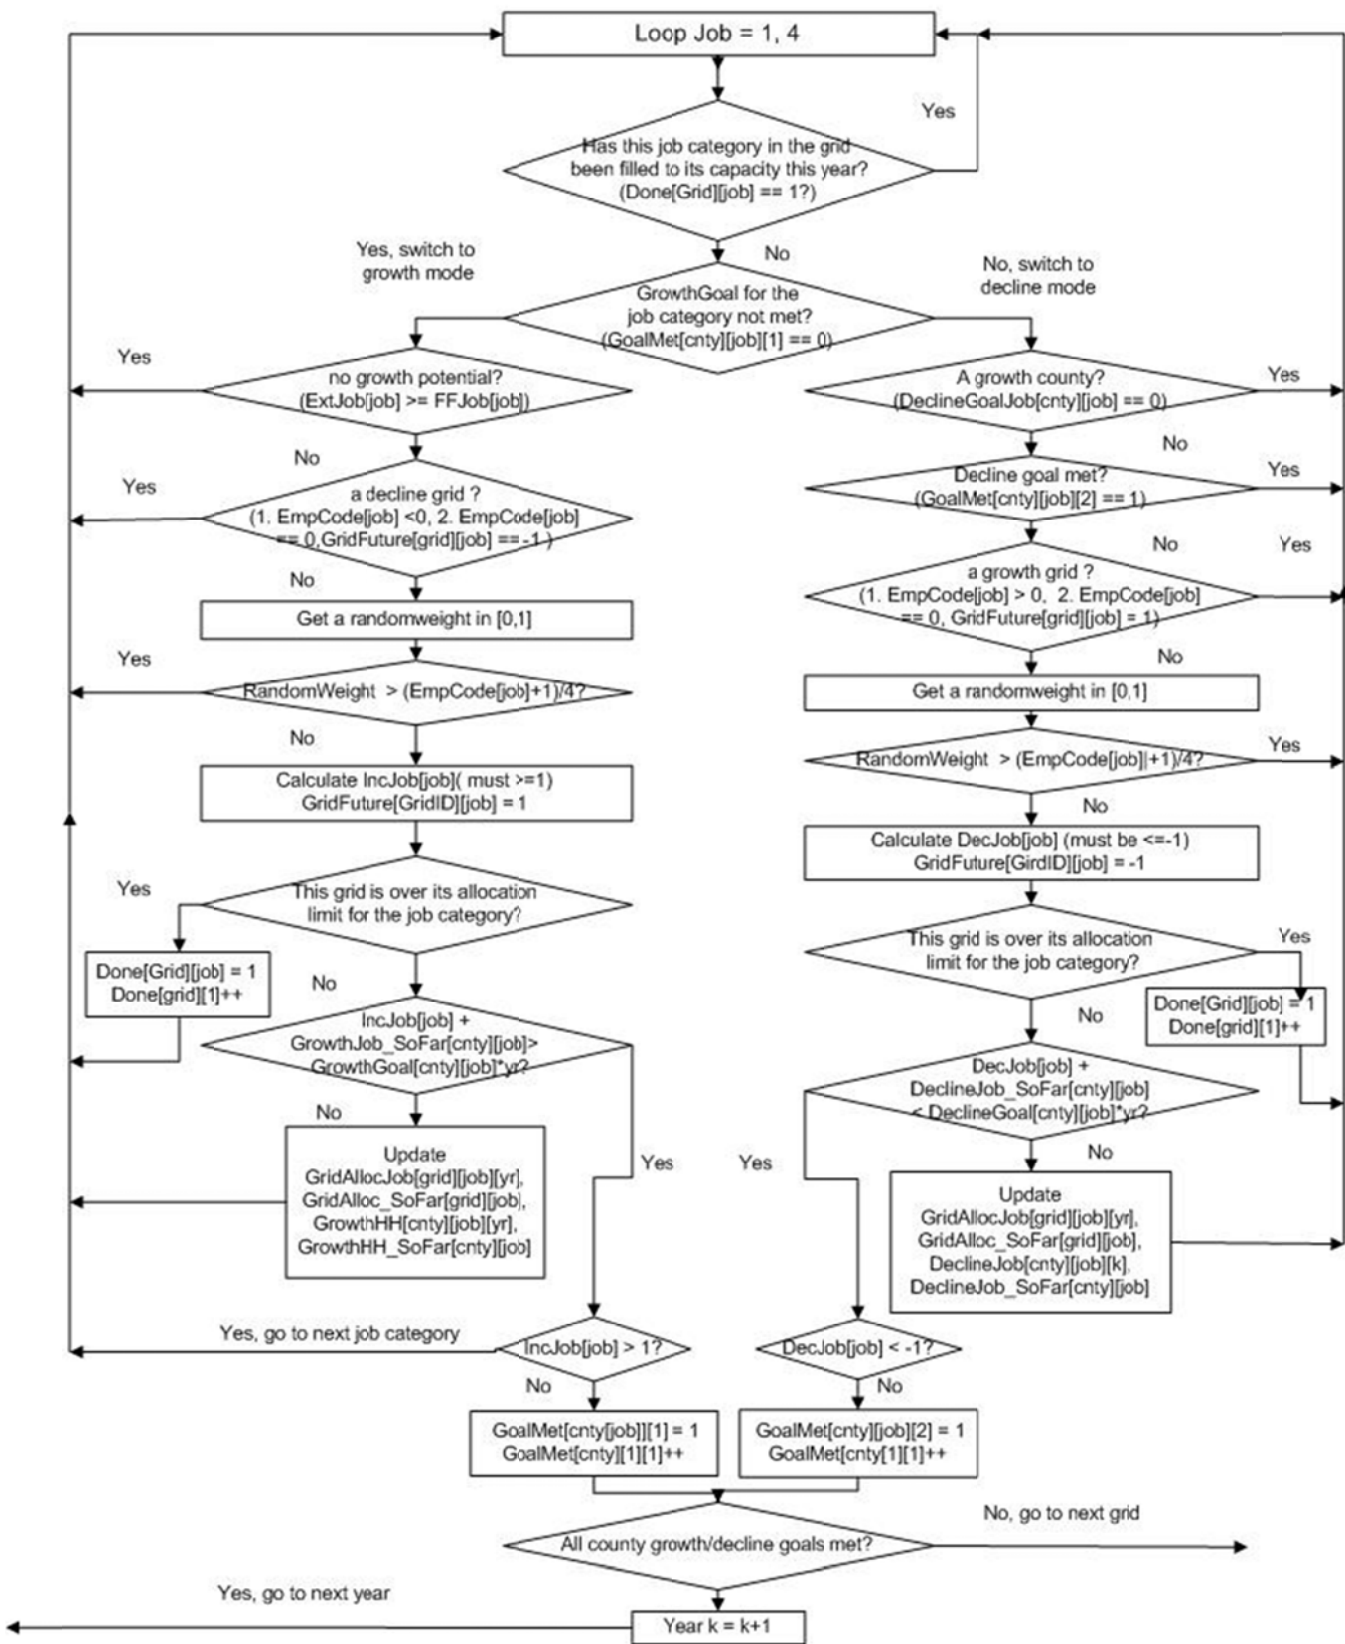 Loop Job = 1, 4
Yes
Has this job category in the grid
been filled to its capacity this year?
(Done[Grid][job] == 1?)
Yes, switch to
growth mode
No
No, switch to
decline mode
GrowthGoal for the
job category not met?
(GoalMet[cnty][job][1] == 0)
Yes
no growth potential?
(ExtJob[job] >= FFJob[job])
No
Yes
a decline grid ?
(1. EmpCode[job] <0, 2. EmpCode[job]
== 0,GridFuture[grid][job] ==-1 )
No
Get a randomweight in [0,1]
Yes
RandomWeight > (EmpCode[job]+1)/4?
No
Calculate IncJob[job]( must >=1)
GridFuture[GridID][job] = 1
Yes
This grid is over its allocation
limit for the job category?
Done[Grid][job] = 1
Done[grid][1]++
No
IncJob[job] +
GrowthJob_SoFar[cnty][job]>
GrowthGoal[cnty][job]*yr?
No
Update
GridAllocJob[grid][job][yr],
GridAlloc_SoFar[grid][job],
GrowthHH[cnty][job][yr],
GrowthHH_SoFar[cnty][job]
Yes
Yes, go to next job category
IncJob[job] > 1?
No
GoalMet[cnty[job]][1] = 1
GoalMet[cnty][1][1]++
A growth county?
(DeclineGoalJob[cnty][job] == 0)
Yes
No
Decline goal met?
(GoalMet[cnty][job][2] == 1)
Yes
No
Yes
a growth grid ?
(1. EmpCode[job] > 0, 2. EmpCode[job]
== 0, GridFuture[grid][job] = 1)
No
Get a randomweight in [0,1]
RandomWeight > (EmpCode[job]|+1)/4?
Yes
No
Calculate DecJob[job] (must be <=-1)
GridFuture[GirdID][job] = -1
This grid is over its allocation
limit for the job category?
Yes
Done[Grid][job] = 1
Done[grid][1]++
No
DecJob[job] +
DeclineJob_SoFar[cnty][job]
< DeclineGoal[cnty][job]*yr?
Yes
No
Update
GridAllocJob[grid][job][yr],
GridAlloc_SoFar[grid][job],
DeclineJob[cnty][job][k],
DeclineJob_SoFar[cnty][job]
DecJob[job] < -1?
No
GoalMet[cnty][job][2] = 1
GoalMet[cnty[1][1]++
All county growth/decline goals met?
No, go to next grid
Yes, go to next year
Year k = k+1